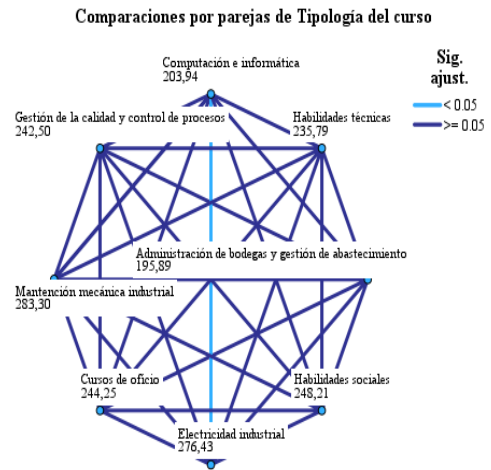 Comparaciones por parejas de Tipología del curso
Sig.
ajust.
< 0.05
>= 0.05
Computación e informática
203,94
Gestión de la calidad y control de procesos
242,50
Habilidades técnicas
235,79
Administración de bodegas y gestión de abastecimiento
195,89
Mantención mecánica industrial
283,30
Cursos de oficio
244,25
Habilidades sociales
248,21
Electricidad industrial
276,43